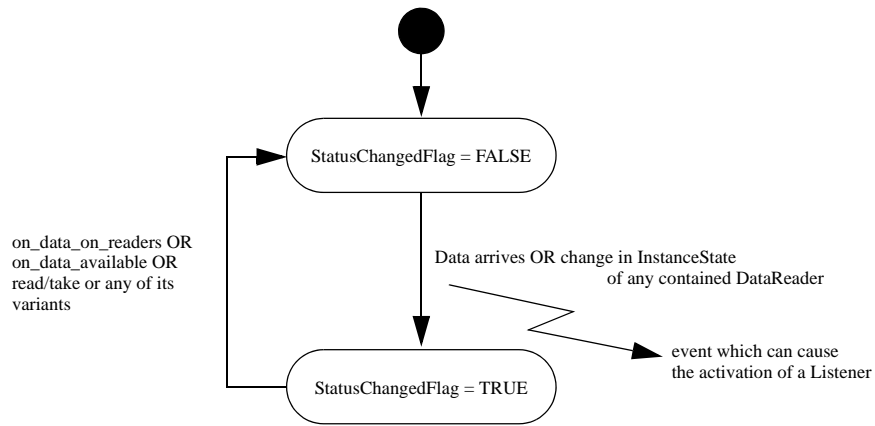 StatusChangedFlag = FALSE
on_data_on_readers OR
on_data_available OR
read/take or any of its
variants
Data arrives OR change in InstanceState
of any contained DataReader
event which can cause
the activation of a Listener
StatusChangedFlag = TRUE